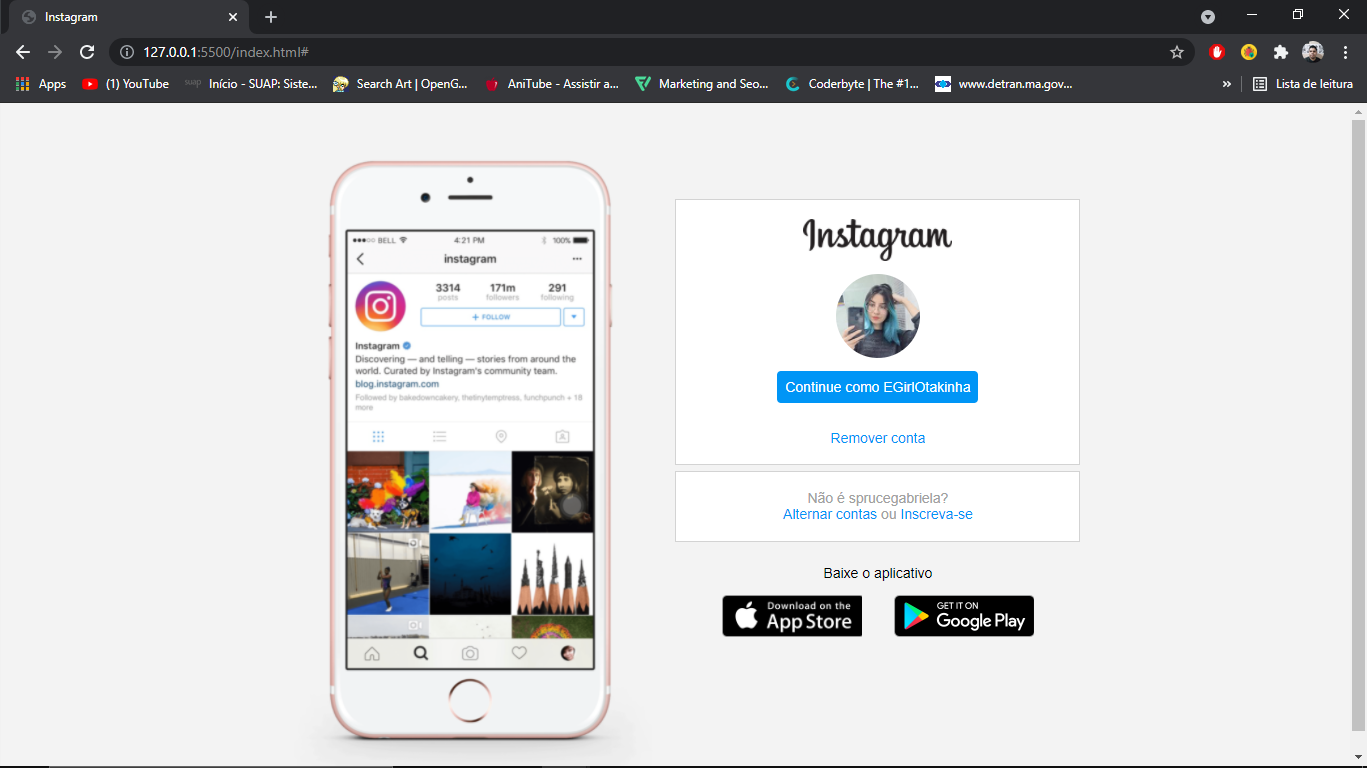 Instagram
127.0.0.1:5500/index.html#
Apps
(1) YouTube
suap
Início - SUAP: Siste...
Search Art | OpenG...
AniTube - Assistir a...
Marketing and Seo...
Coderbyte | The #1...
www.detran.ma.gov...
»
Lista de leitura
BELL
4:21 PM
100%
instagram
3314
171m
291
posts
followers
following
+ FOLLOW
Instagram
Discovering — and telling — stories from around the
world. Curated by Instagram's community team.
blog.instagram.com
Followed by bakedowncakery, thetinytemptress, funchpunch + 18
more
Instagram
Continue como EGirlOtakinha
Remover conta
Não é sprucegabriela?
Alternar contas ou Inscreva-se
Baixe o aplicativo
Download on the
App Store
GET IT ON
Google Play